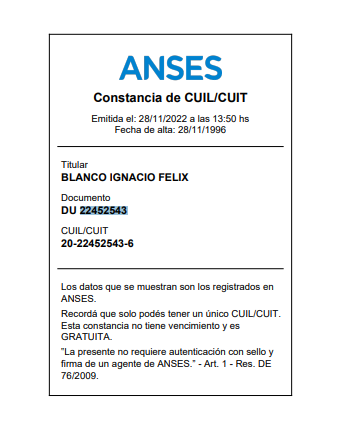 ANSES
Constancia de CUIL/CUIT
Emitida el: 28/11/2022 a las 13:50 hs
Fecha de alta: 28/11/1996
Titular
BLANCO IGNACIO FELIX
Documento
DU 22452543
CUIL/CUIT
20-22452543-6
Los datos que se muestran son los registrados en
ANSES.
Recordá que solo podés tener un único CUIL/CUIT.
Esta constancia no tiene vencimiento y es
GRATUITA.
"La presente no requiere autenticación con sello y
firma de un agente de ANSES." - Art. 1 - Res. DE
76/2009.